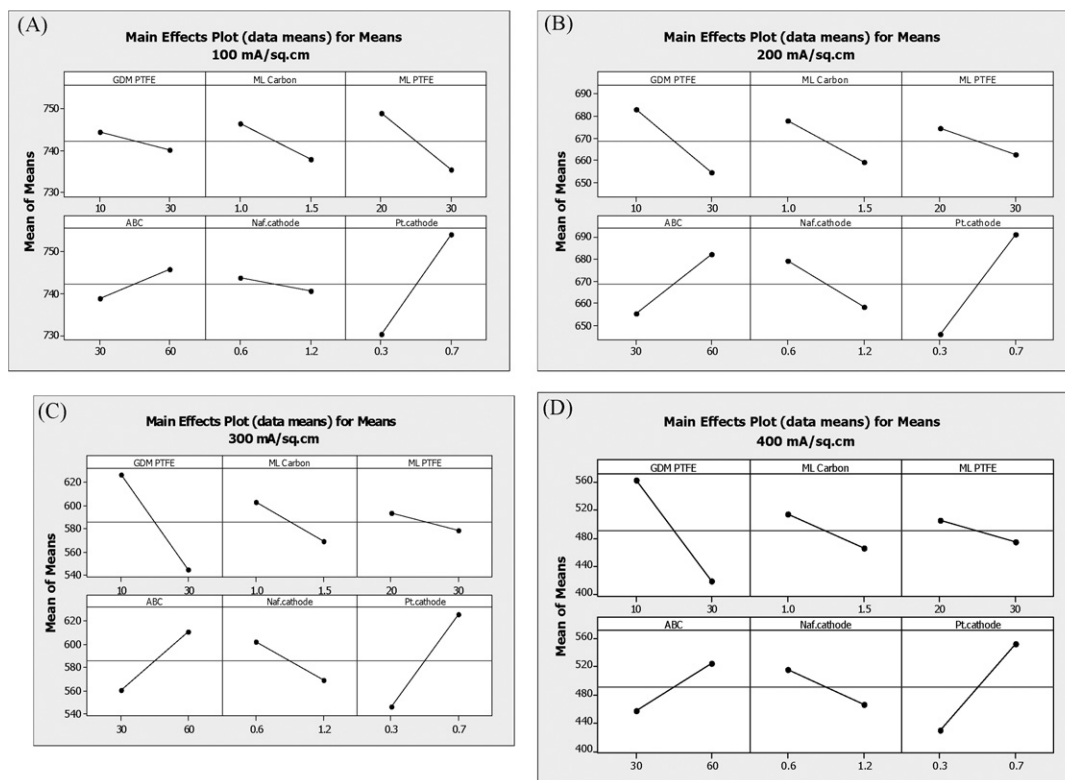 (A)
Main Effects Plot (data means) for Means
100 mA/sq.cm
GDM PTFE ML Carbon ML PTFE
750
740
730
10 30 1.0 1.5 20 30
ABC Naf.cathode Pt.cathode
750
740
730
30 60 0.6 1.2 0.3 0.7
Mean of Means
(B)
Main Effects Plot (data means) for Means
200 mA/sq.cm
GDM PTFE ML Carbon ML PTFE
690
680
670
660
650
10 30 1.0 1.5 20 30
ABC Naf.cathode Pt.cathode
690
680
670
660
650
30 60 0.6 1.2 0.3 0.7
Mean of Means
(C)
Main Effects Plot (data means) for Means
300 mA/sq.cm
GDM PTFE ML Carbon ML PTFE
620
600
580
560
540
10 30 1.0 1.5 20 30
ABC Naf.cathode Pt.cathode
620
600
580
560
540
30 60 0.6 1.2 0.3 0.7
Mean of Means
(D)
Main Effects Plot (data means) for Means
400 mA/sq.cm
GDM PTFE ML Carbon ML PTFE
560
520
480
440
400
10 30 1.0 1.5 20 30
ABC Naf.cathode Pt.cathode
560
520
480
440
400
30 60 0.6 1.2 0.3 0.7
Mean of Means